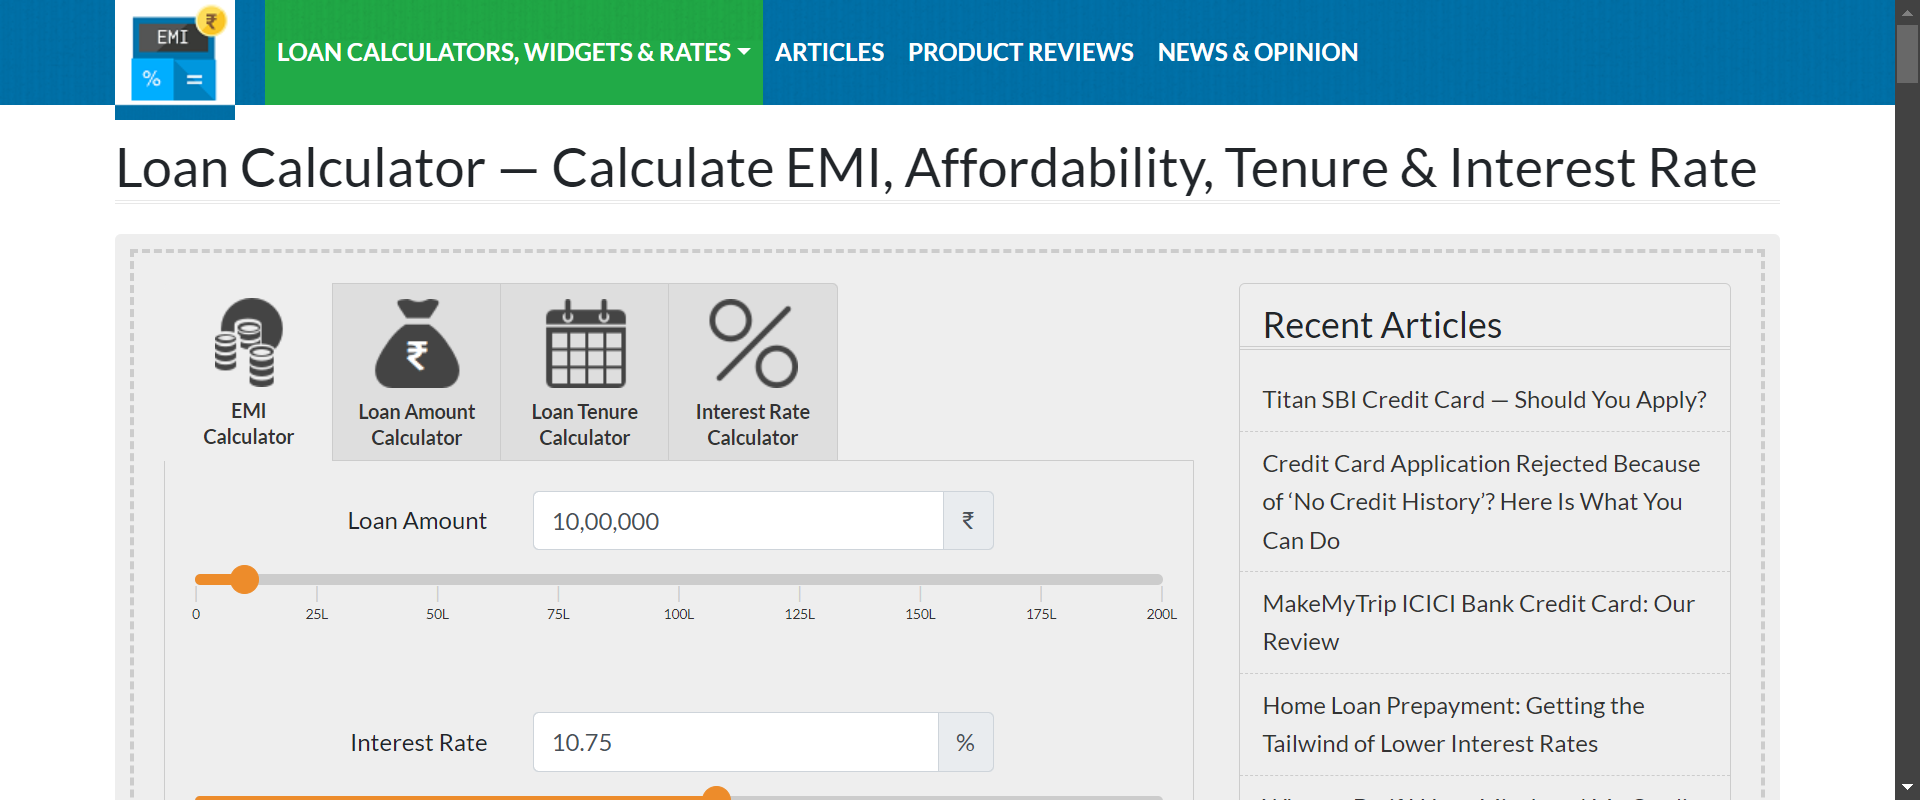 EMI ₹
% =
LOAN CALCULATORS, WIDGETS & RATES
ARTICLES
PRODUCT REVIEWS
NEWS & OPINION
Loan Calculator — Calculate EMI, Affordability, Tenure & Interest Rate
EMI
Calculator
₹
Loan Amount
Calculator
Loan Tenure
Calculator
Interest Rate
Calculator
Loan Amount
10,00,000
₹
0 25L 50L 75L 100L 125L 150L 175L 200L
Interest Rate
10.75
%
Recent Articles
Titan SBI Credit Card — Should You Apply?
Credit Card Application Rejected Because
of ‘No Credit History’? Here Is What You
Can Do
MakeMyTrip ICICI Bank Credit Card: Our
Review
Home Loan Prepayment: Getting the
Tailwind of Lower Interest Rates